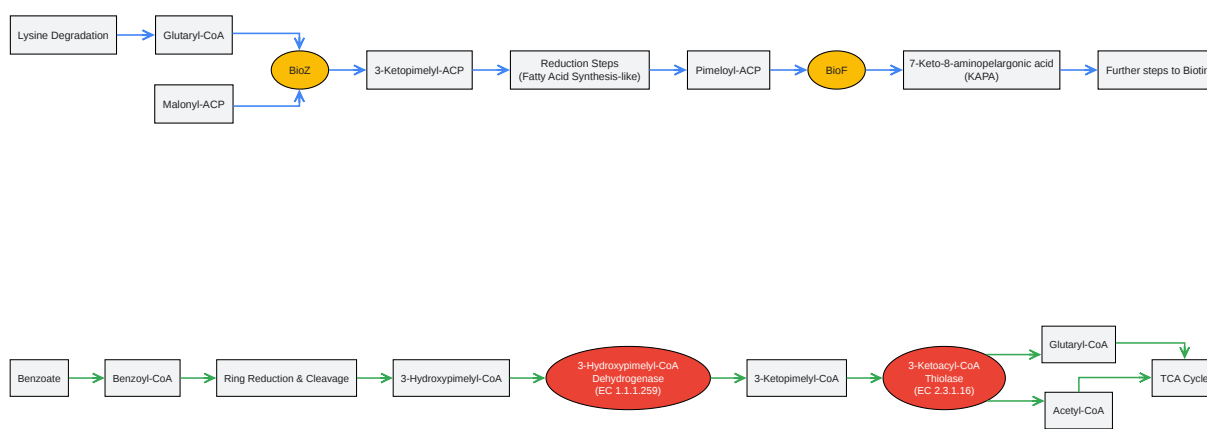 Lysine Degradation
Glutaryl-CoA
Malonyl-ACP
BioZ
3-Ketopimelyl-ACP
Reduction Steps
(Fatty Acid Synthesis-like)
Pimeloyl-ACP
BioF
7-Keto-8-aminopelargonic acid
(KAPA)
Further steps to Biotin
Benzoate
Benzoyl-CoA
Ring Reduction & Cleavage
3-Hydroxypimelyl-CoA
3-Hydroxypimelyl-CoA
Dehydrogenase
(EC 1.1.1.259)
3-Ketopimelyl-CoA
3-Ketoacyl-CoA
Thiolase
(EC 2.3.1.16)
Glutaryl-CoA
Acetyl-CoA
TCA Cycle